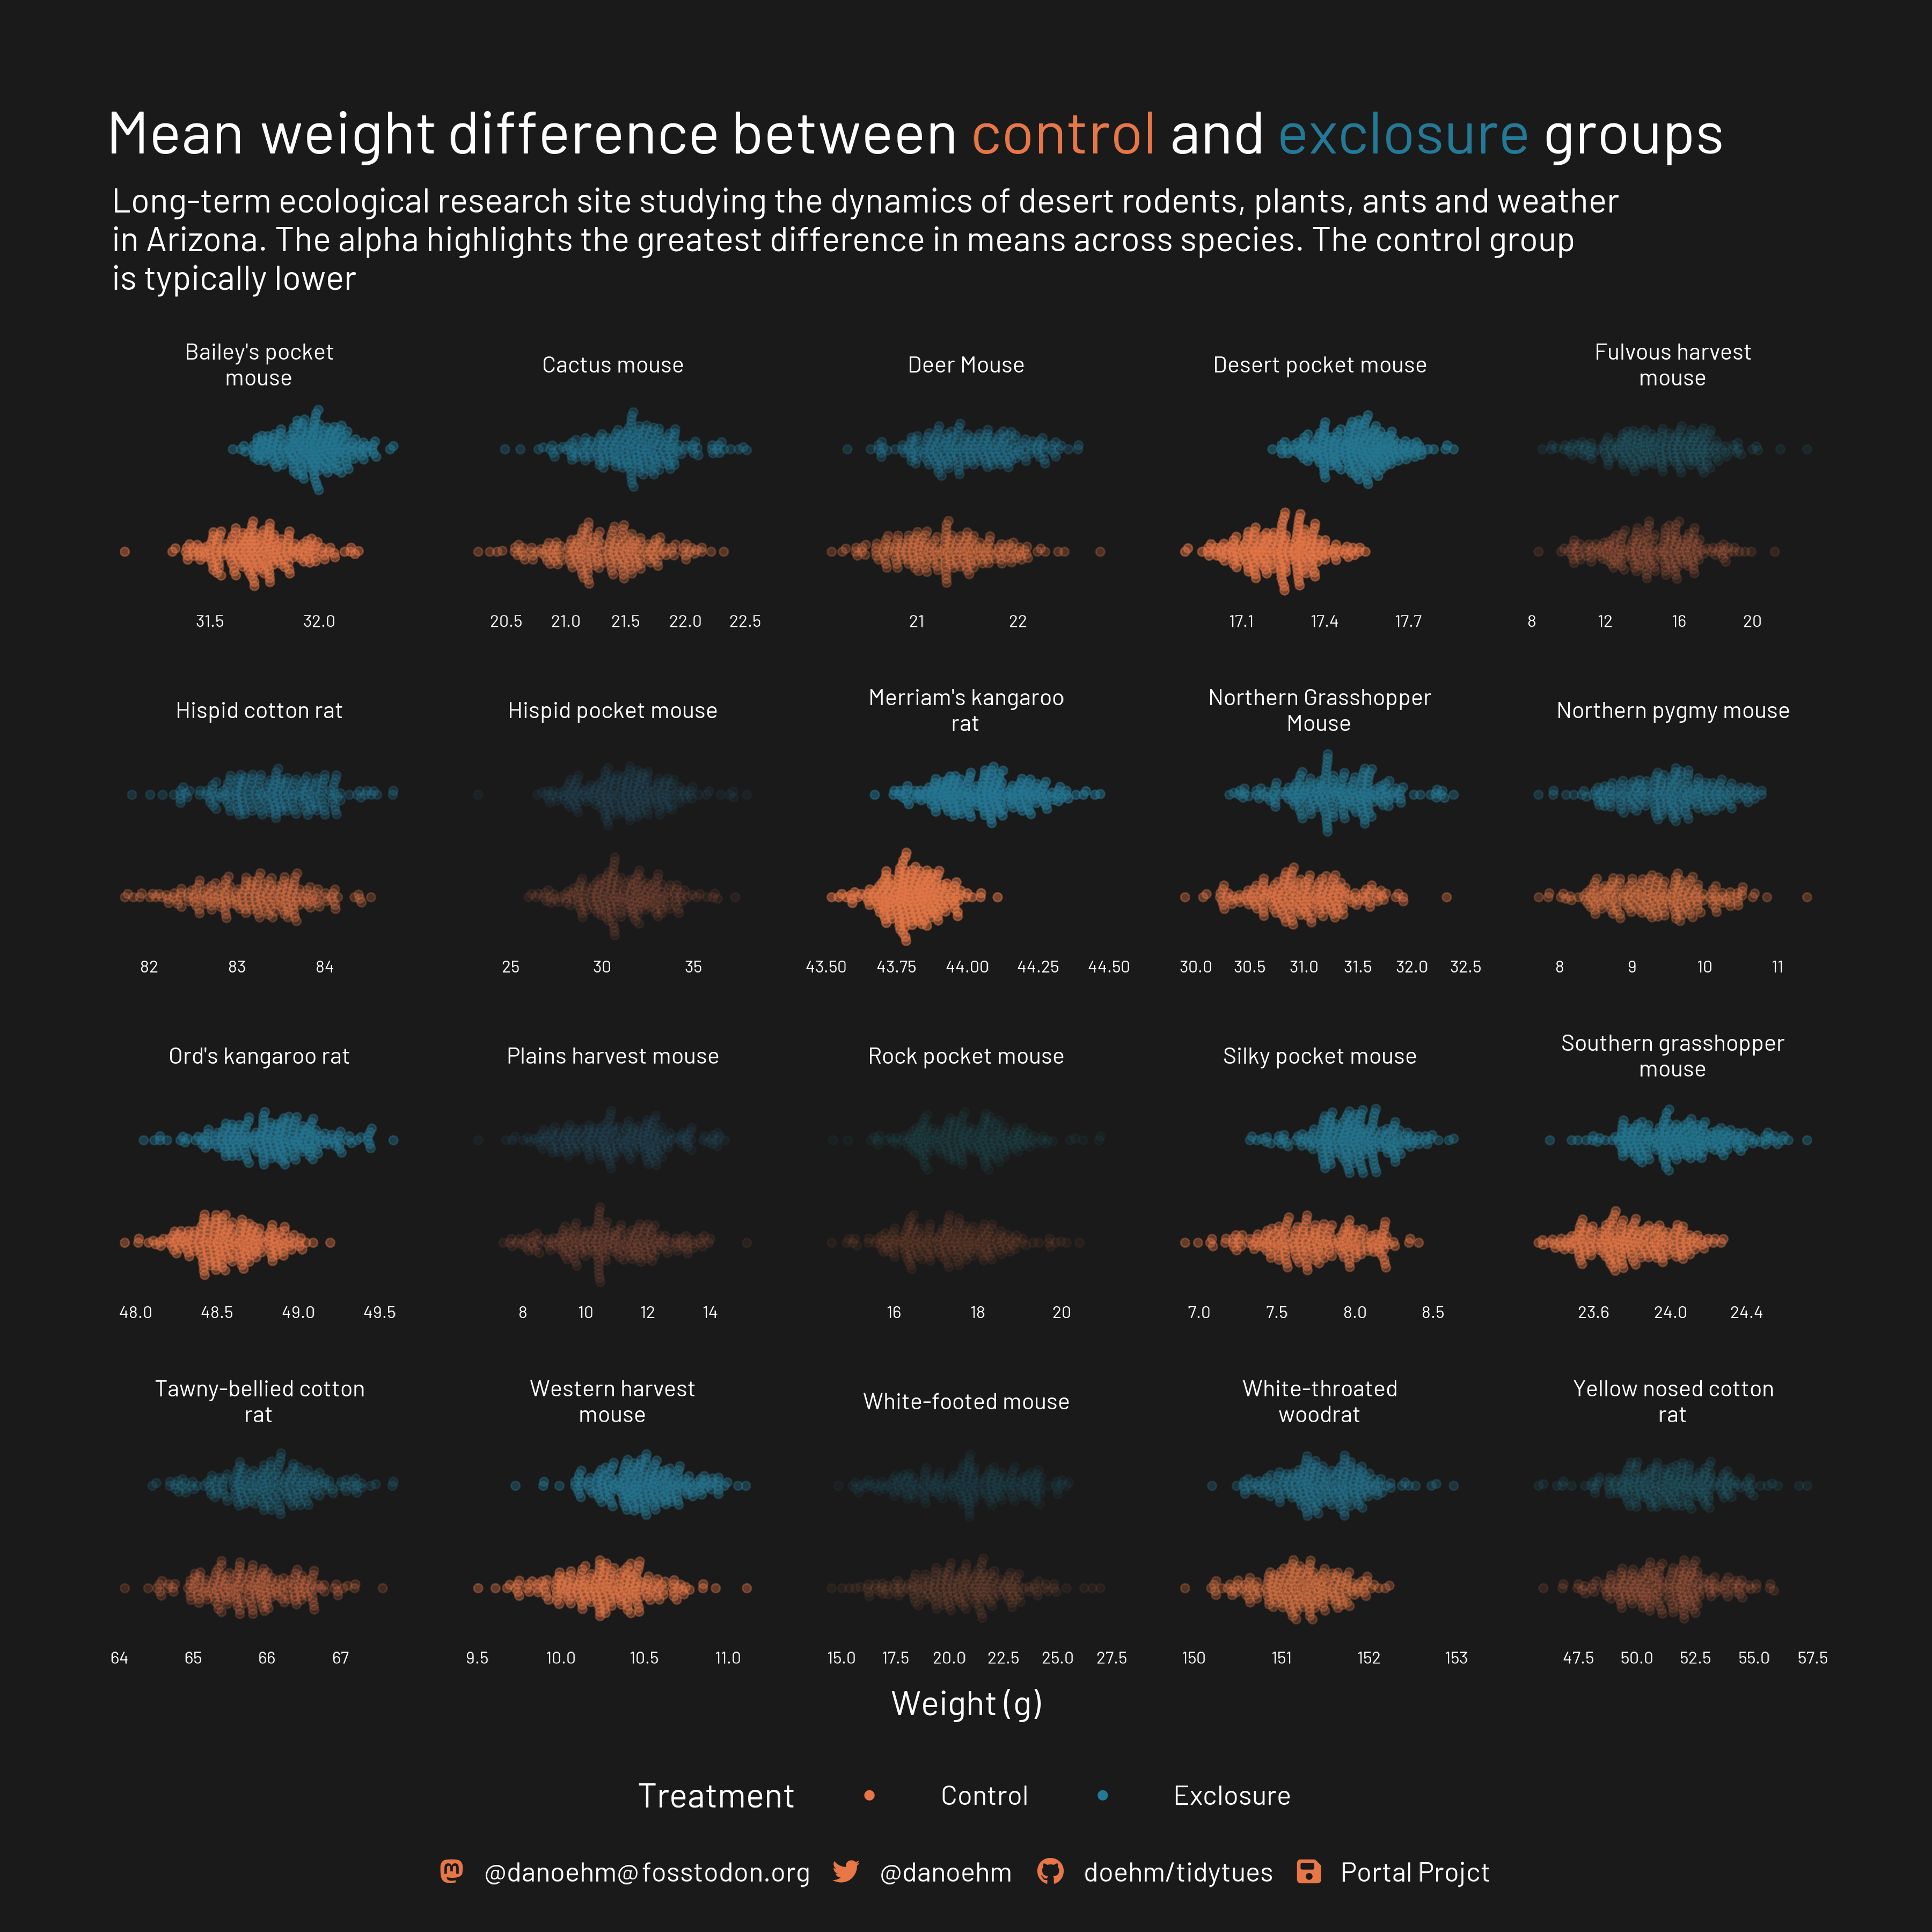 Mean weight difference between control and exclosure groups
Long-term ecological research site studying the dynamics of desert rodents, plants, ants and weather
in Arizona. The alpha highlights the greatest difference in means across species. The control group
is typically lower
Bailey's pocket
mouse
Cactus mouse
Deer Mouse
Desert pocket mouse
Fulvous harvest
mouse
31.5 32.0
20.5 21.0 21.5 22.0 22.5
21 22
17.1 17.4 17.7
8 12 16 20
Hispid cotton rat
Hispid pocket mouse
Merriam's kangaroo
rat
Northern Grasshopper
Mouse
Northern pygmy mouse
82 83 84
25 30 35
43.50 43.75 44.00 44.25 44.50
30.0 30.5 31.0 31.5 32.0 32.5
8 9 10 11
Ord's kangaroo rat
Plains harvest mouse
Rock pocket mouse
Silky pocket mouse
Southern grasshopper
mouse
48.0 48.5 49.0 49.5
8 10 12 14
16 18 20
7.0 7.5 8.0 8.5
23.6 24.0 24.4
Tawny-bellied cotton
rat
Western harvest
mouse
White-footed mouse
White-throated
woodrat
Yellow nosed cotton
rat
64 65 66 67
9.5 10.0 10.5 11.0
15.0 17.5 20.0 22.5 25.0 27.5
150 151 152 153
47.5 50.0 52.5 55.0 57.5
Weight (g)
Treatment Control Exclosure
@danoehm@fosstodon.org @danoehm doehm/tidytues Portal Projct